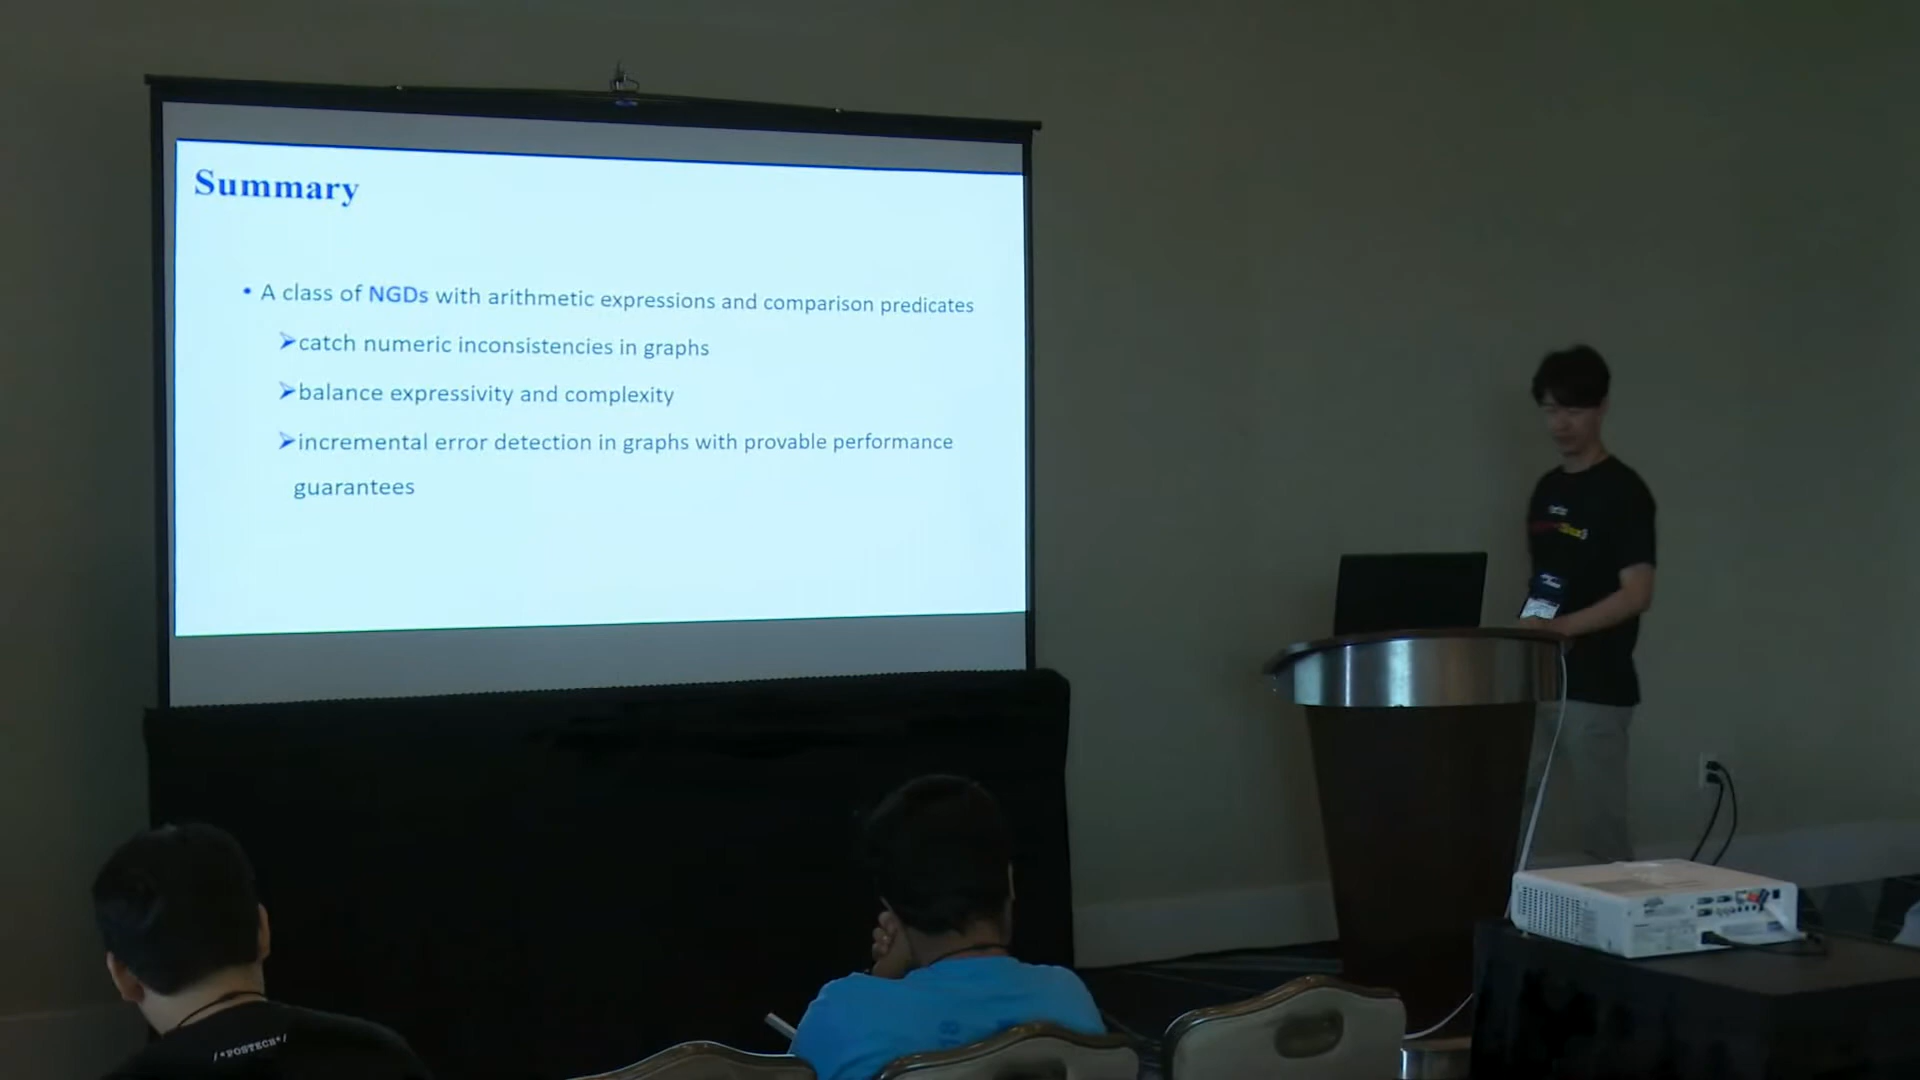 Summary
• A class of NGDs with arithmetic expressions and comparison predicates
➢catch numeric inconsistencies in graphs
➢balance expressivity and complexity
➢incremental error detection in graphs with provable performance
guarantees
/*POSTECH*/